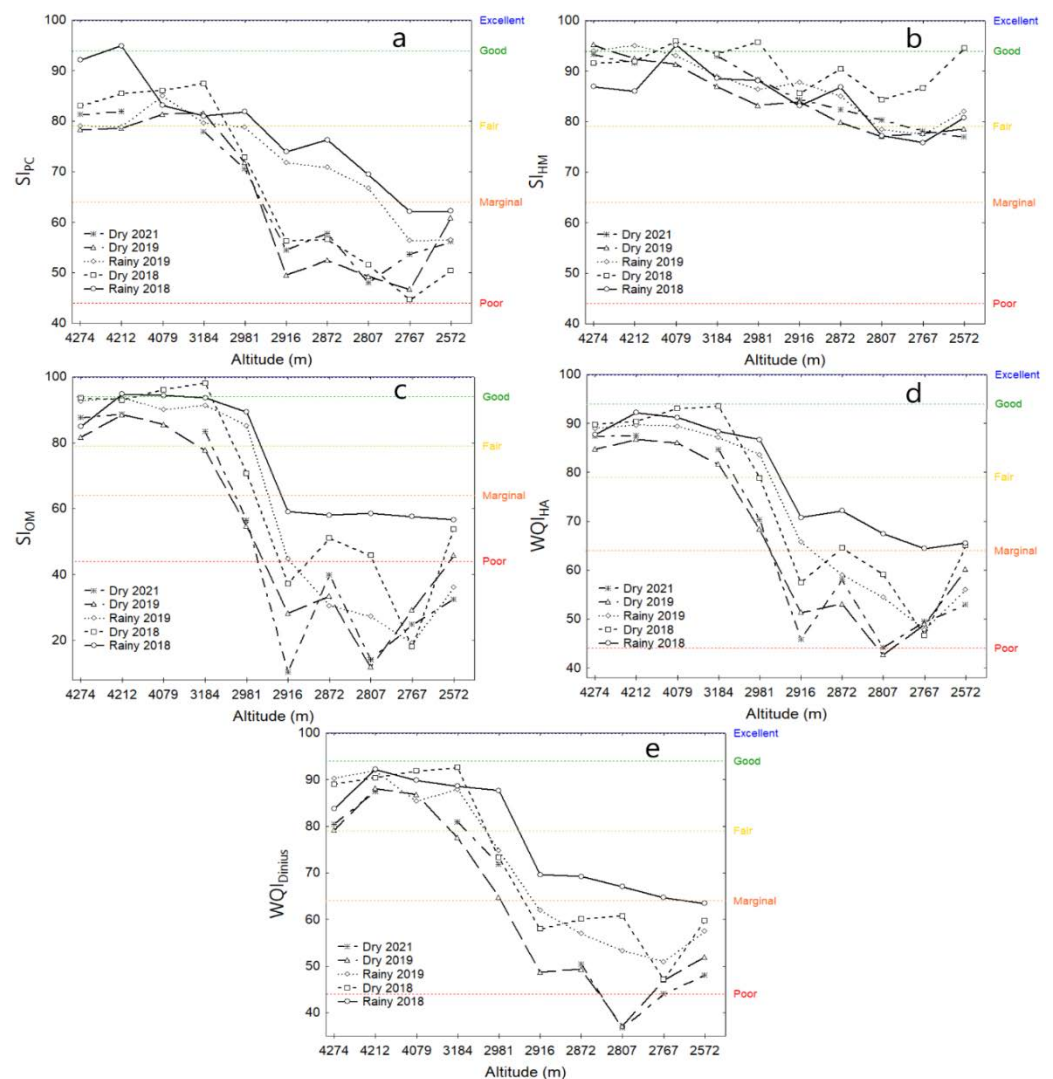 a
SI_PC
100
90
80
70
60
50
40
Excellent
Good
Fair
Marginal
Poor
Dry 2021
Dry 2019
Rainy 2019
Dry 2018
Rainy 2018
4274 4212 4079 3184 2981 2916 2872 2807 2767 2572
Altitude (m)
b
SI_HM
100
90
80
70
60
50
40
Excellent
Good
Fair
Marginal
Poor
Dry 2021
Dry 2019
Rainy 2019
Dry 2018
Rainy 2018
4274 4212 4079 3184 2981 2916 2872 2807 2767 2572
Altitude (m)
c
SI_OM
100
80
60
40
20
Good
Fair
Marginal
Poor
Dry 2021
Dry 2019
Rainy 2019
Dry 2018
Rainy 2018
4274 4212 4079 3184 2981 2916 2872 2807 2767 2572
Altitude (m)
d
WQI_HA
100
90
80
70
60
50
40
Excellent
Good
Fair
Marginal
Poor
Dry 2021
Dry 2019
Rainy 2019
Dry 2018
Rainy 2018
4274 4212 4079 3184 2981 2916 2872 2807 2767 2572
Altitude (m)
e
WQI_Dinius
100
90
80
70
60
50
40
Excellent
Good
Fair
Marginal
Poor
Dry 2021
Dry 2019
Rainy 2019
Dry 2018
Rainy 2018
4274 4212 4079 3184 2981 2916 2872 2807 2767 2572
Altitude (m)